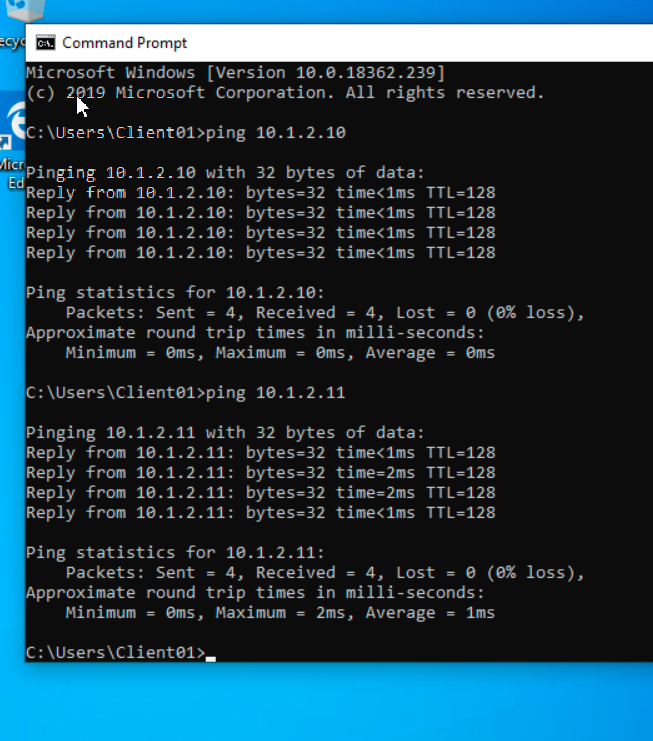 Command Prompt
Microsoft Windows [Version 10.0.18362.239]
(c) 2019 Microsoft Corporation. All rights reserved.
C:\Users\Client01>ping 10.1.2.10
Pinging 10.1.2.10 with 32 bytes of data:
Reply from 10.1.2.10: bytes=32 time<1ms TTL=128
Reply from 10.1.2.10: bytes=32 time<1ms TTL=128
Reply from 10.1.2.10: bytes=32 time<1ms TTL=128
Reply from 10.1.2.10: bytes=32 time<1ms TTL=128
Ping statistics for 10.1.2.10:
    Packets: Sent = 4, Received = 4, Lost = 0 (0% loss),
Approximate round trip times in milli-seconds:
    Minimum = 0ms, Maximum = 0ms, Average = 0ms
C:\Users\Client01>ping 10.1.2.11
Pinging 10.1.2.11 with 32 bytes of data:
Reply from 10.1.2.11: bytes=32 time<1ms TTL=128
Reply from 10.1.2.11: bytes=32 time=2ms TTL=128
Reply from 10.1.2.11: bytes=32 time=2ms TTL=128
Reply from 10.1.2.11: bytes=32 time<1ms TTL=128
Ping statistics for 10.1.2.11:
    Packets: Sent = 4, Received = 4, Lost = 0 (0% loss),
Approximate round trip times in milli-seconds:
    Minimum = 0ms, Maximum = 2ms, Average = 1ms
C:\Users\Client01>